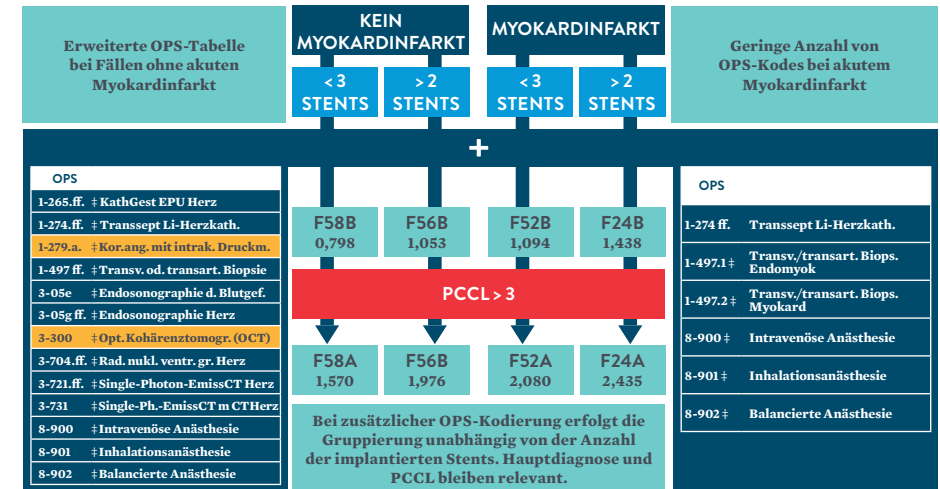 Erweiterte OPS-Tabelle
bei Fällen ohne akuten
Myokardinfarkt
KEIN
MYOKARDINFARKT
MYOKARDINFARKT
< 3
STENTS
> 2
STENTS
< 3
STENTS
> 2
STENTS
Geringe Anzahl von
OPS-Kodes bei akutem
Myokardinfarkt
+
OPS
1-265.ff. ‡ KathGest EPU Herz
1-274.ff. ‡ Transsept Li-Herzkath.
1-279.a. ‡ Kor.ang. mit intrak. Druckm.
1-497 ff. ‡ Transv. od. transart. Biopsie
3-05e ‡ Endosonographie d. Blutgef.
3-05g ff. ‡ Endosonographie Herz
3-300 ‡ Opt. Kohärenztomogr. (OCT)
3-704.ff. ‡ Rad. nukl. ventr. gr. Herz
3-721.ff. ‡ Single-Photon-EmissCT Herz
3-731 ‡ Single-Ph.-EmissCT m CTHerz
8-900 ‡ Intravenöse Anästhesie
8-901 ‡ Inhalationsanästhesie
8-902 ‡ Balancierte Anästhesie
F58B
0,798
F56B
1,053
F52B
1,094
F24B
1,438
PCCL > 3
F58A
1,570
F56B
1,976
F52A
2,080
F24A
2,435
Bei zusätzlicher OPS-Kodierung erfolgt die
Gruppierung unabhängig von der Anzahl
der implantierten Stents. Hauptdiagnose und
PCCL bleiben relevant.
OPS
1-274 ff. Transsept Li-Herzkath.
1-497.1 ‡ Transv./transart. Biops.
Endomyok
1-497.2 ‡ Transv./transart. Biops.
Myokard
8-900 ‡ Intravenöse Anästhesie
8-901 ‡ Inhalationsanästhesie
8-902 ‡ Balancierte Anästhesie